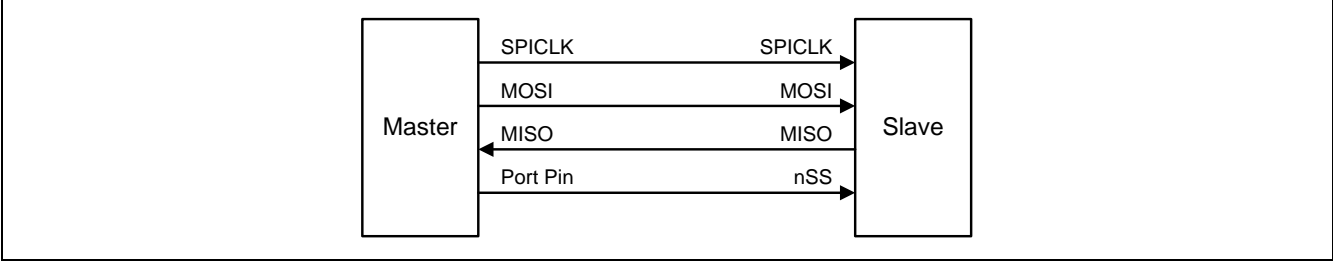 SPICLK SPICLK
MOSI MOSI
Master MISO MISO Slave
Port Pin nSS